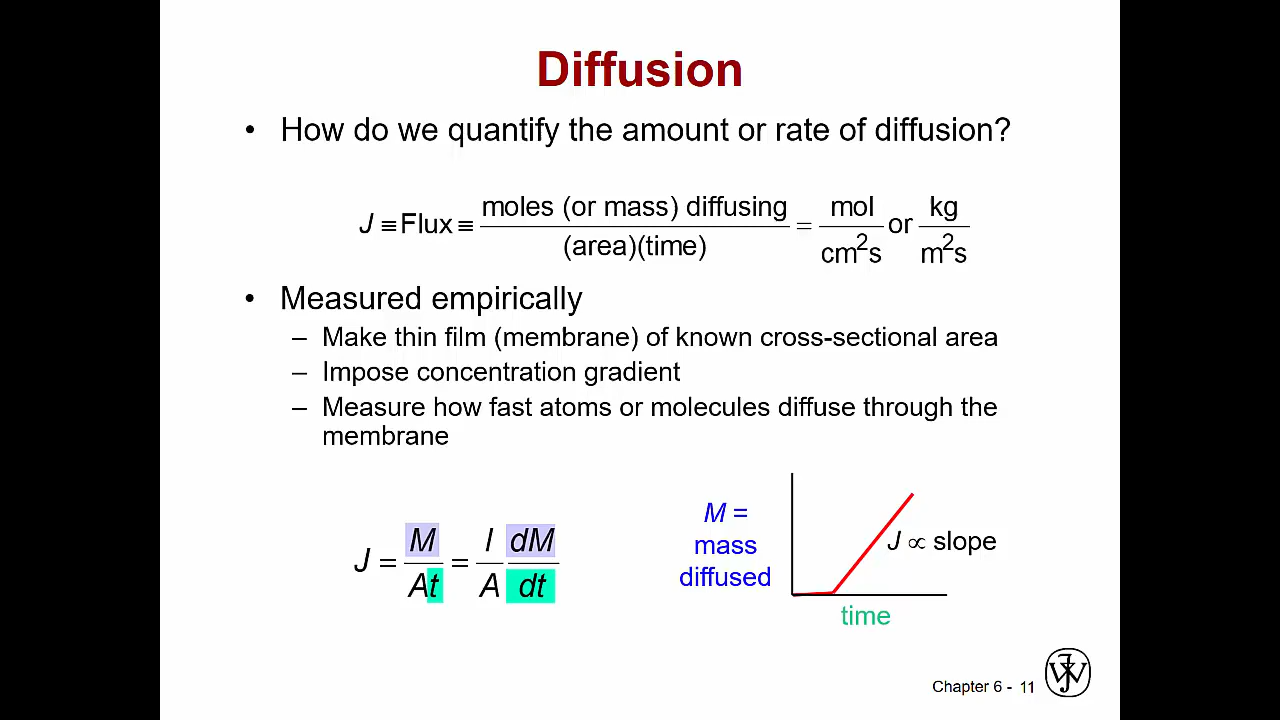 Diffusion
• How do we quantify the amount or rate of diffusion?
J ≡ Flux ≡ moles (or mass) diffusing / (area)(time) = mol / cm²s or kg / m²s
• Measured empirically
– Make thin film (membrane) of known cross-sectional area
– Impose concentration gradient
– Measure how fast atoms or molecules diffuse through the
membrane
J = M / At = l / A dM / dt
M =
mass
diffused
J ∝ slope
time
Chapter 6 - 11